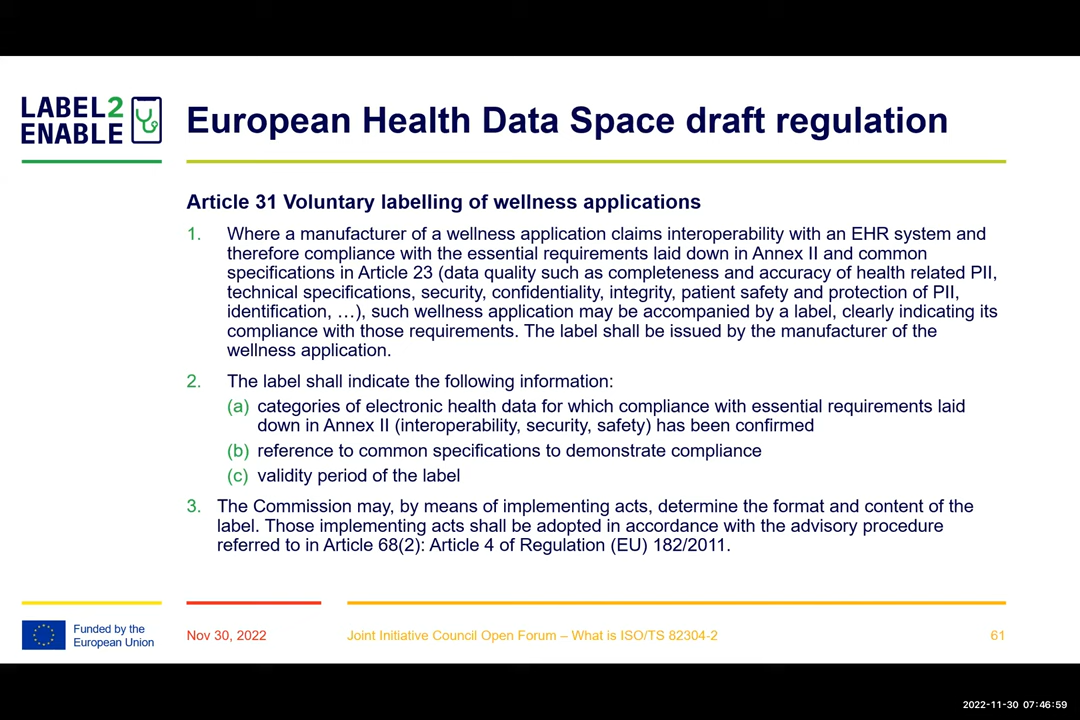 LABEL2
ENABLE
European Health Data Space draft regulation
Article 31 Voluntary labelling of wellness applications
1. Where a manufacturer of a wellness application claims interoperability with an EHR system and
therefore compliance with the essential requirements laid down in Annex II and common
specifications in Article 23 (data quality such as completeness and accuracy of health related PII,
technical specifications, security, confidentiality, integrity, patient safety and protection of PII,
identification, …), such wellness application may be accompanied by a label, clearly indicating its
compliance with those requirements. The label shall be issued by the manufacturer of the
wellness application.
2. The label shall indicate the following information:
(a) categories of electronic health data for which compliance with essential requirements laid
down in Annex II (interoperability, security, safety) has been confirmed
(b) reference to common specifications to demonstrate compliance
(c) validity period of the label
3. The Commission may, by means of implementing acts, determine the format and content of the
label. Those implementing acts shall be adopted in accordance with the advisory procedure
referred to in Article 68(2): Article 4 of Regulation (EU) 182/2011.
Funded by the
European Union
Nov 30, 2022
Joint Initiative Council Open Forum – What is ISO/TS 82304-2
61
2022-11-30 07:46:59